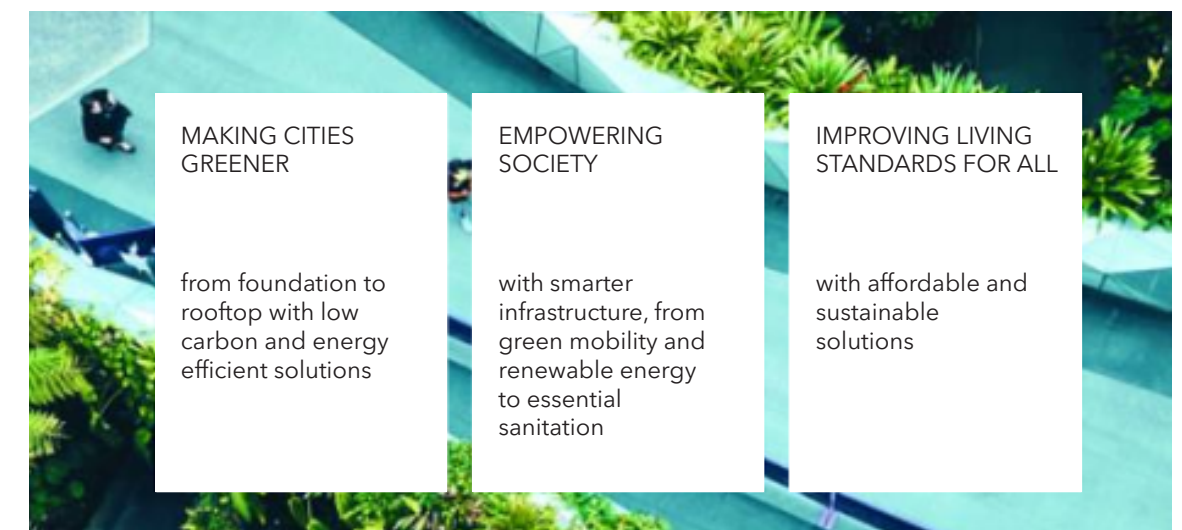 MAKING CITIES
GREENER
from foundation to
rooftop with low
carbon and energy
efficient solutions
EMPOWERING
SOCIETY
with smarter
infrastructure, from
green mobility and
renewable energy
to essential
sanitation
IMPROVING LIVING
STANDARDS FOR ALL
with affordable and
sustainable
solutions